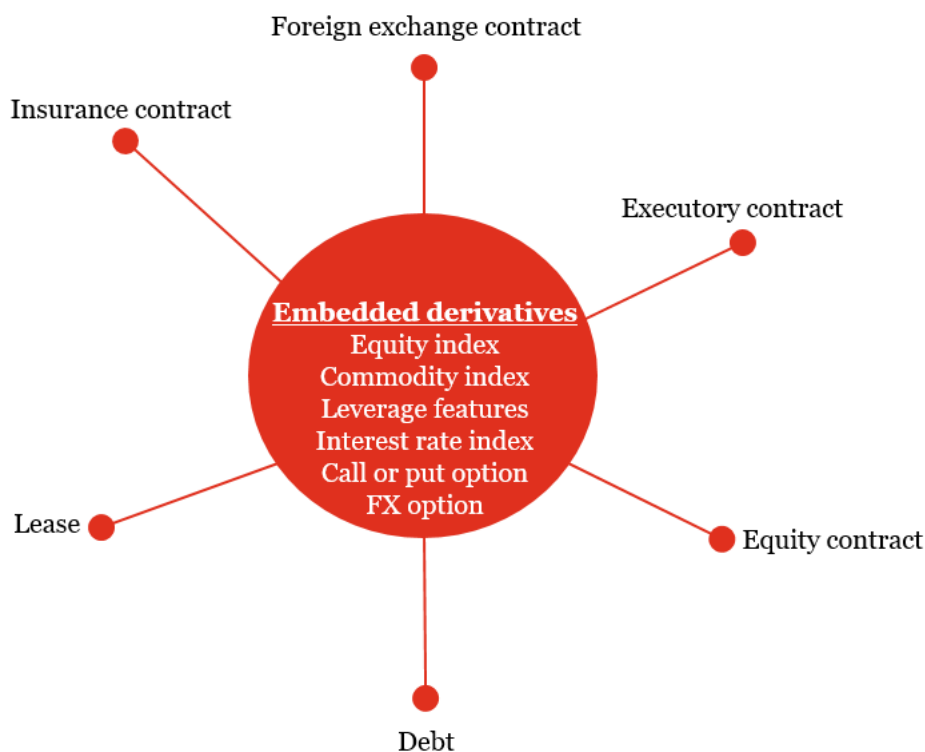 Foreign exchange contract
Insurance contract
Executory contract
Embedded derivatives
Equity index
Commodity index
Leverage features
Interest rate index
Call or put option
FX option
Lease
Equity contract
Debt